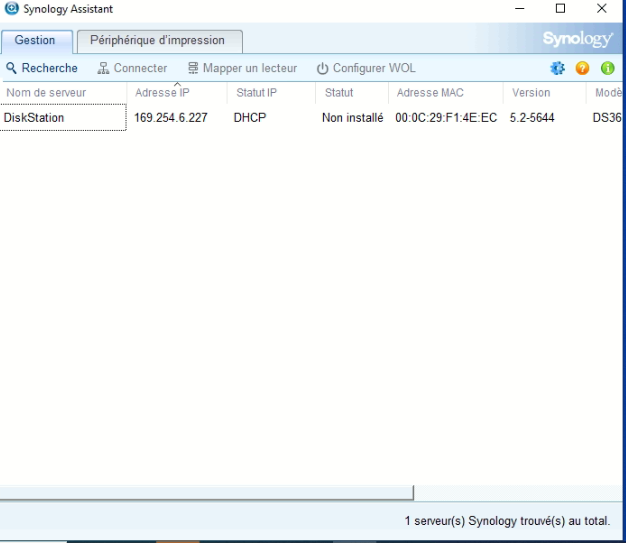 Synology Assistant
Gestion Périphérique d'impression Synology
Recherche Connecter Mapper un lecteur Configurer WOL
Nom de serveur Adresse IP Statut IP Statut Adresse MAC Version Modè
DiskStation 169.254.6.227 DHCP Non installé 00:0C:29:F1:4E:EC 5.2-5644 DS36
1 serveur(s) Synology trouvé(s) au total.